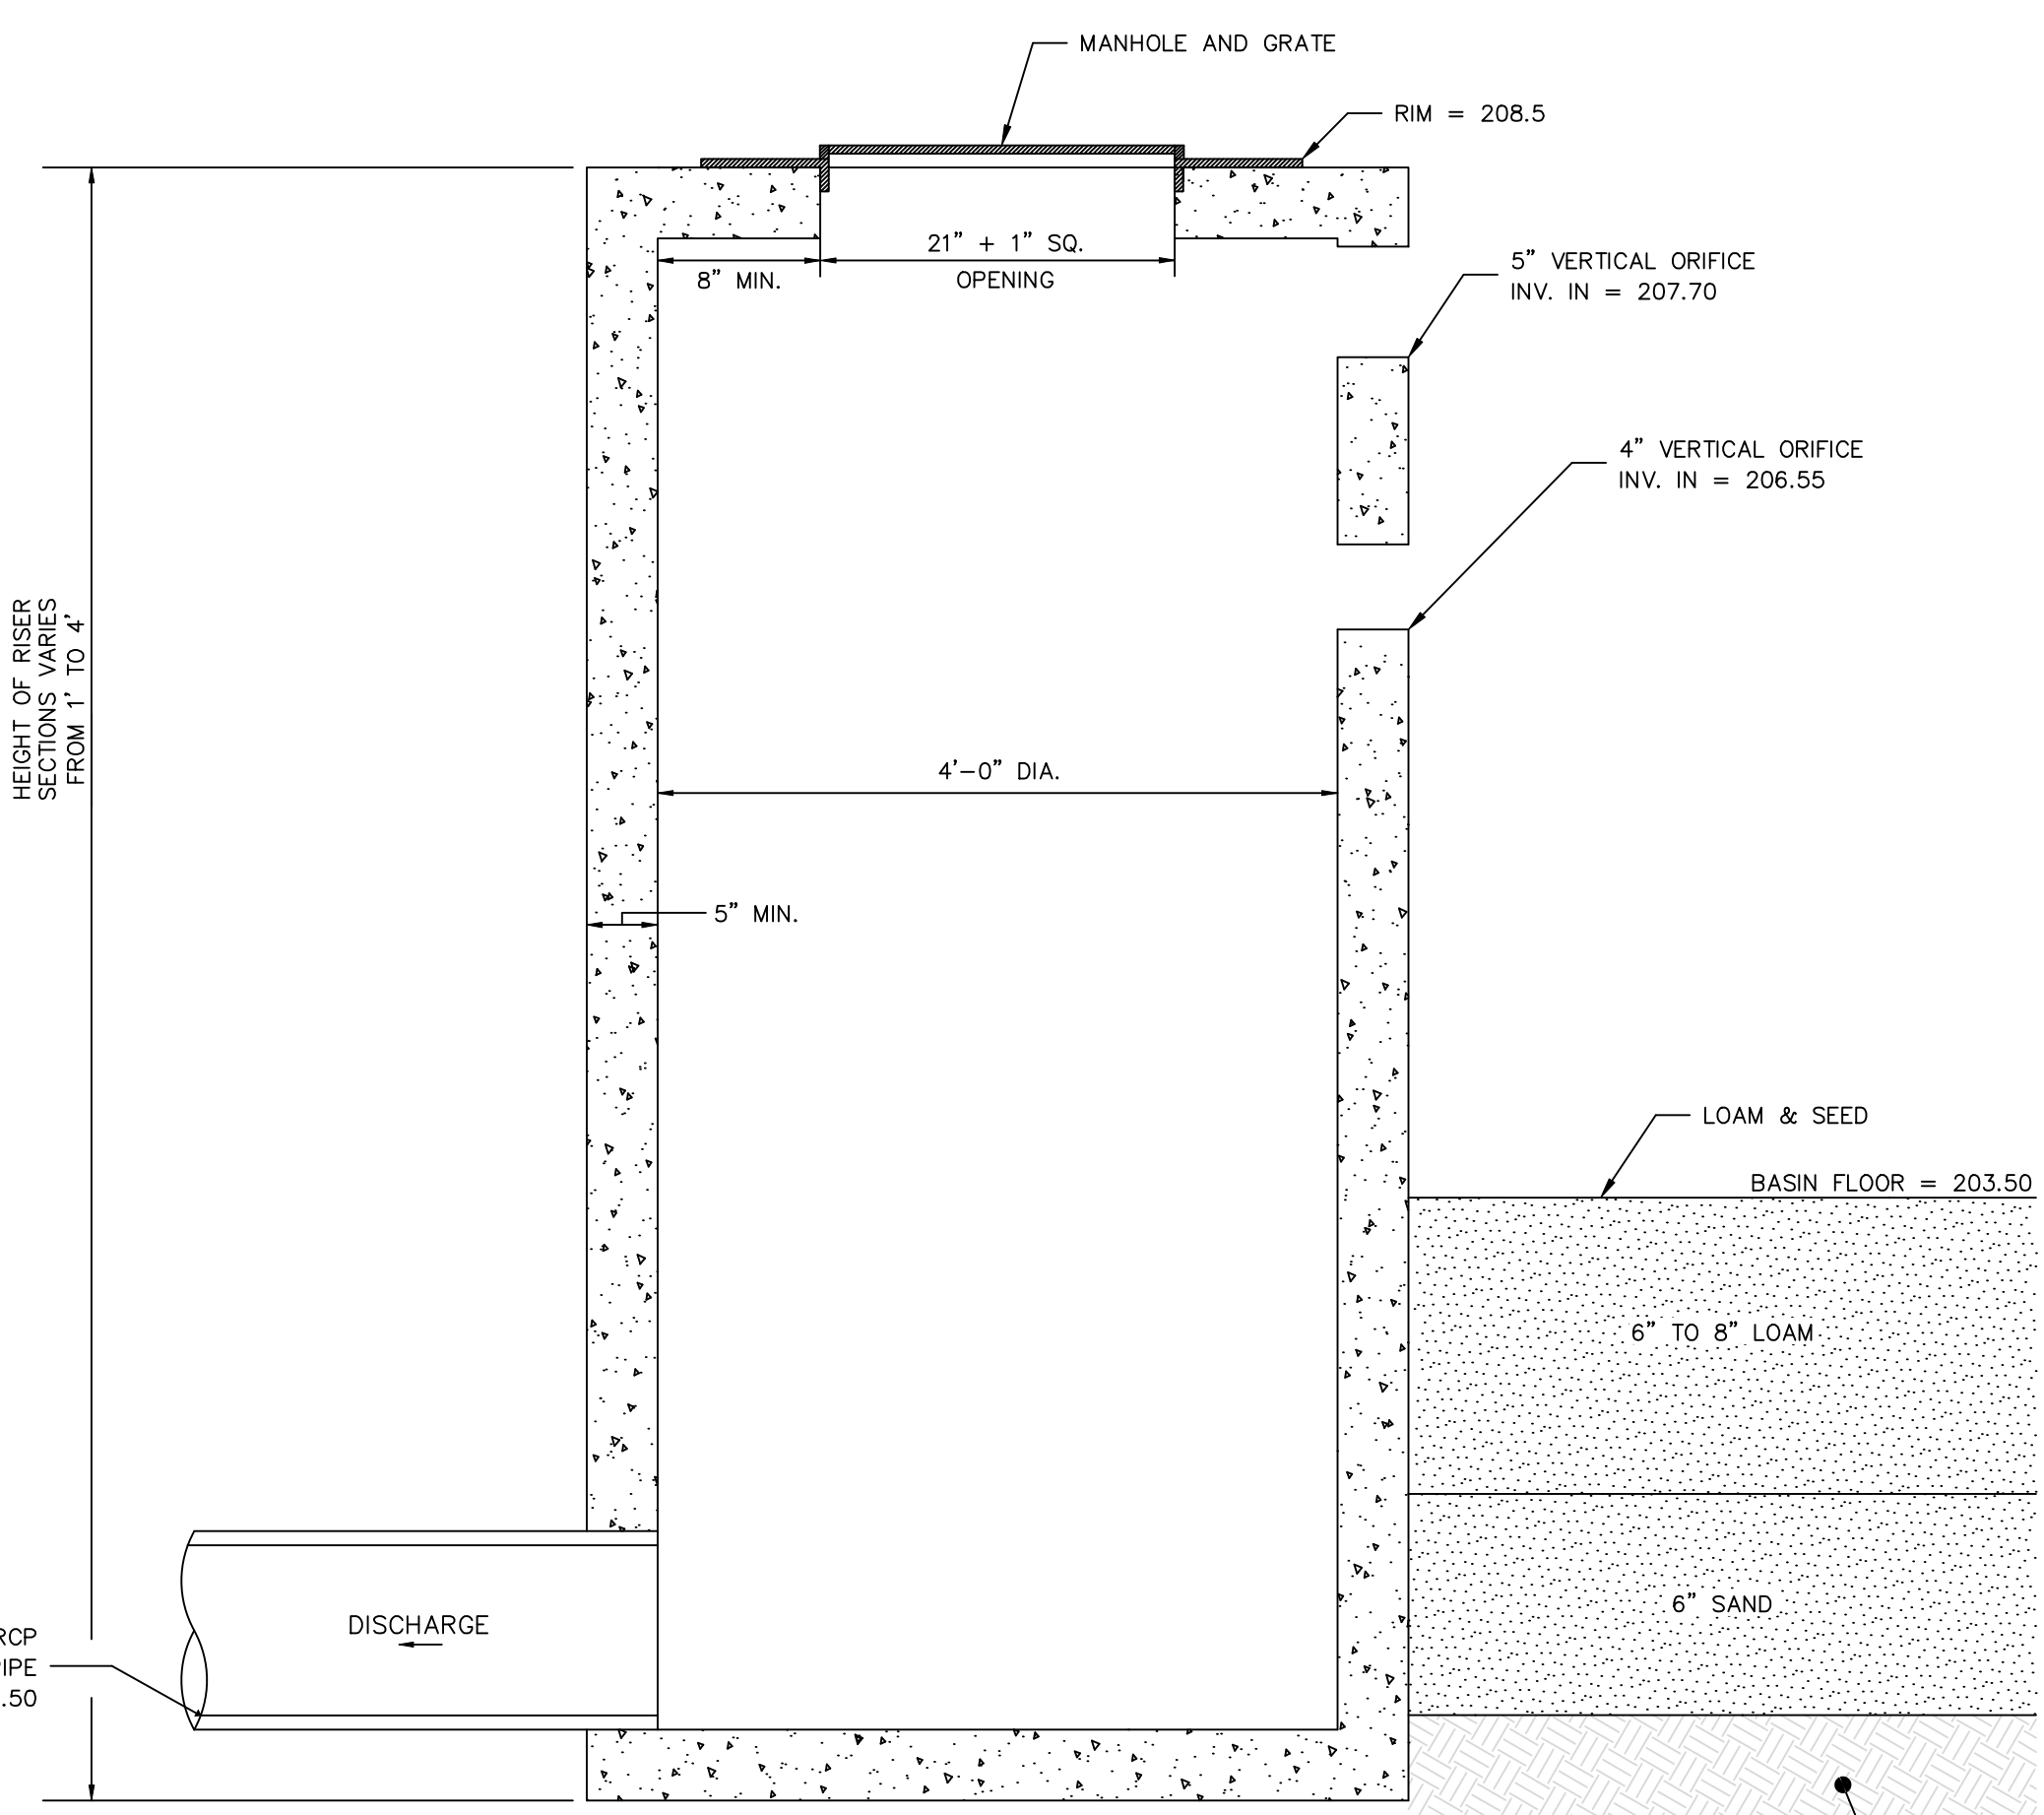 MANHOLE AND GRATE
RIM = 208.5
21” + 1” SQ.
OPENING
8” MIN.
5” VERTICAL ORIFICE
INV. IN = 207.70
4” VERTICAL ORIFICE
INV. IN = 206.55
HEIGHT OF RISER
SECTIONS VARIES
FROM 1' TO 4'
4'-0” DIA.
5” MIN.
LOAM & SEED
BASIN FLOOR = 203.50
6” TO 8” LOAM
6” SAND
DISCHARGE
RCP
PIPE
.50